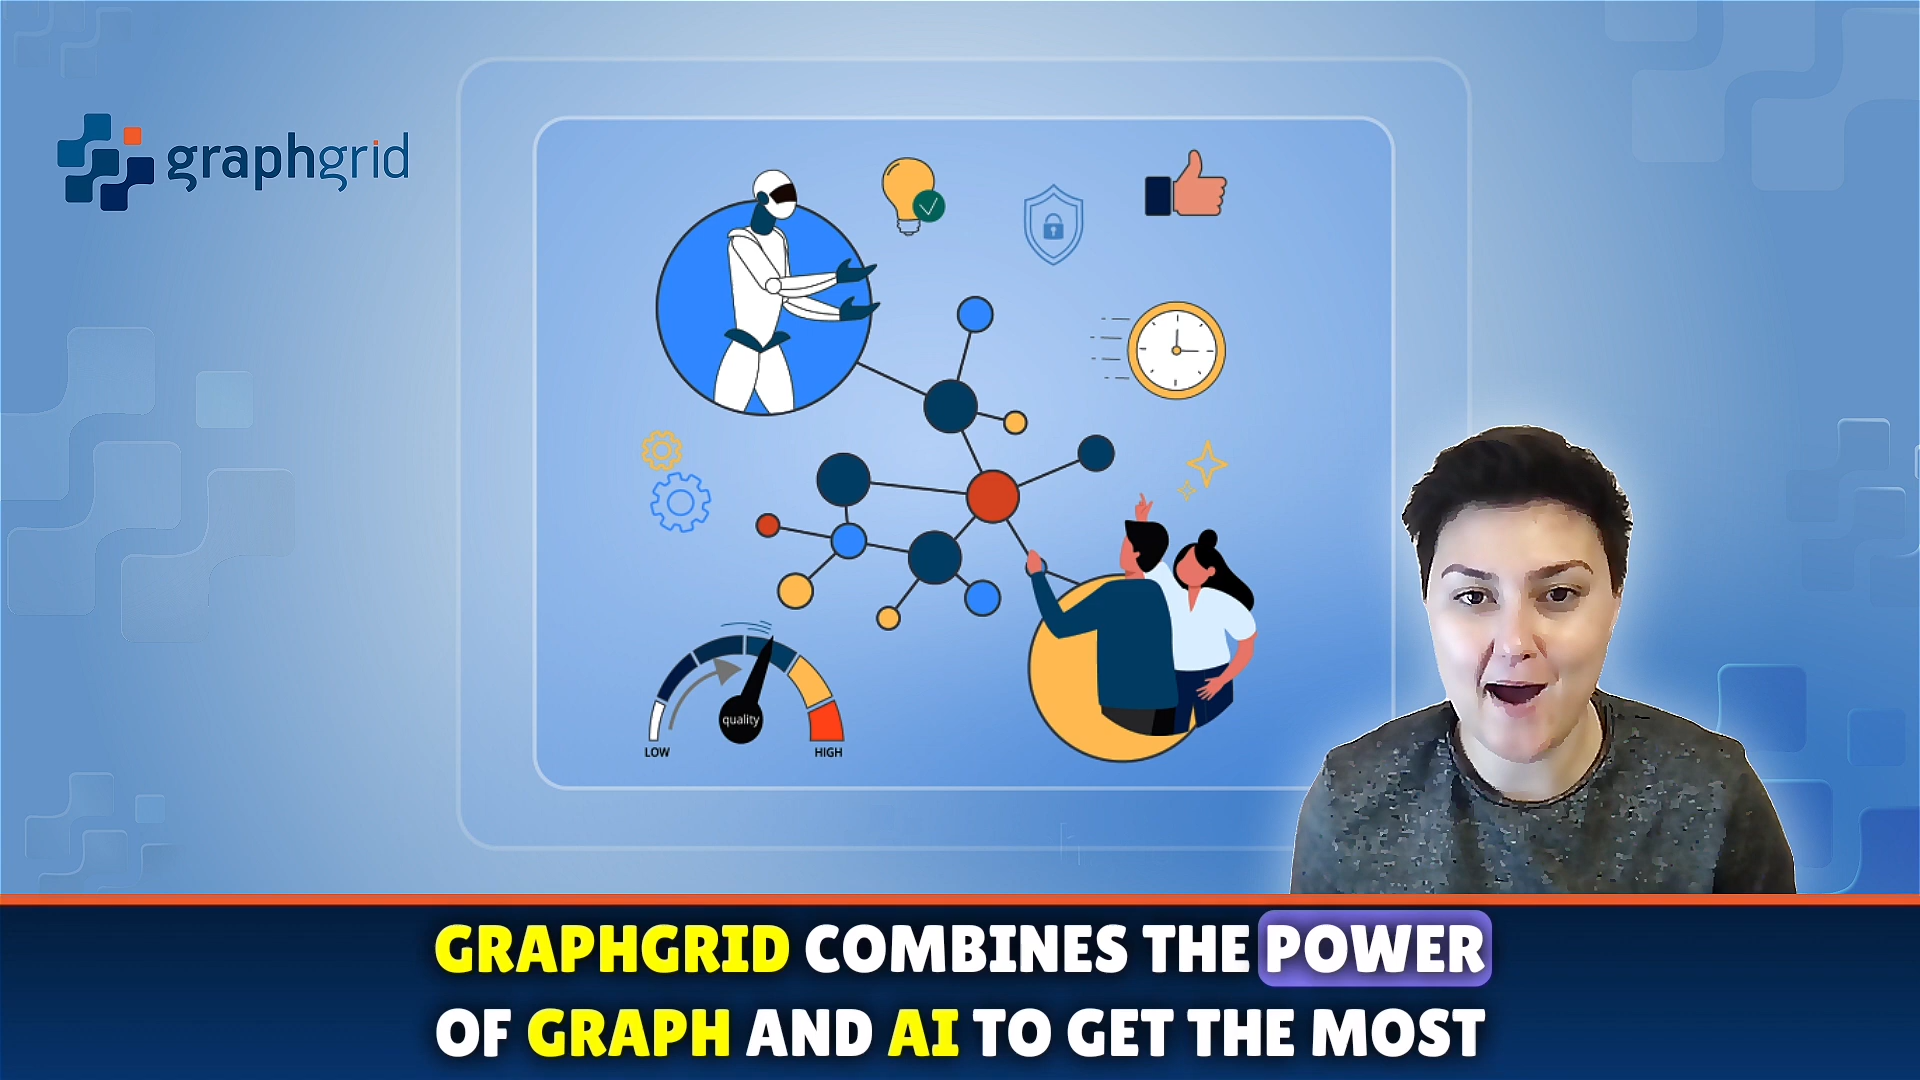 graphgrid
quality
LOW
HIGH
GRAPHGRID COMBINES THE POWER
OF GRAPH AND AI TO GET THE MOST